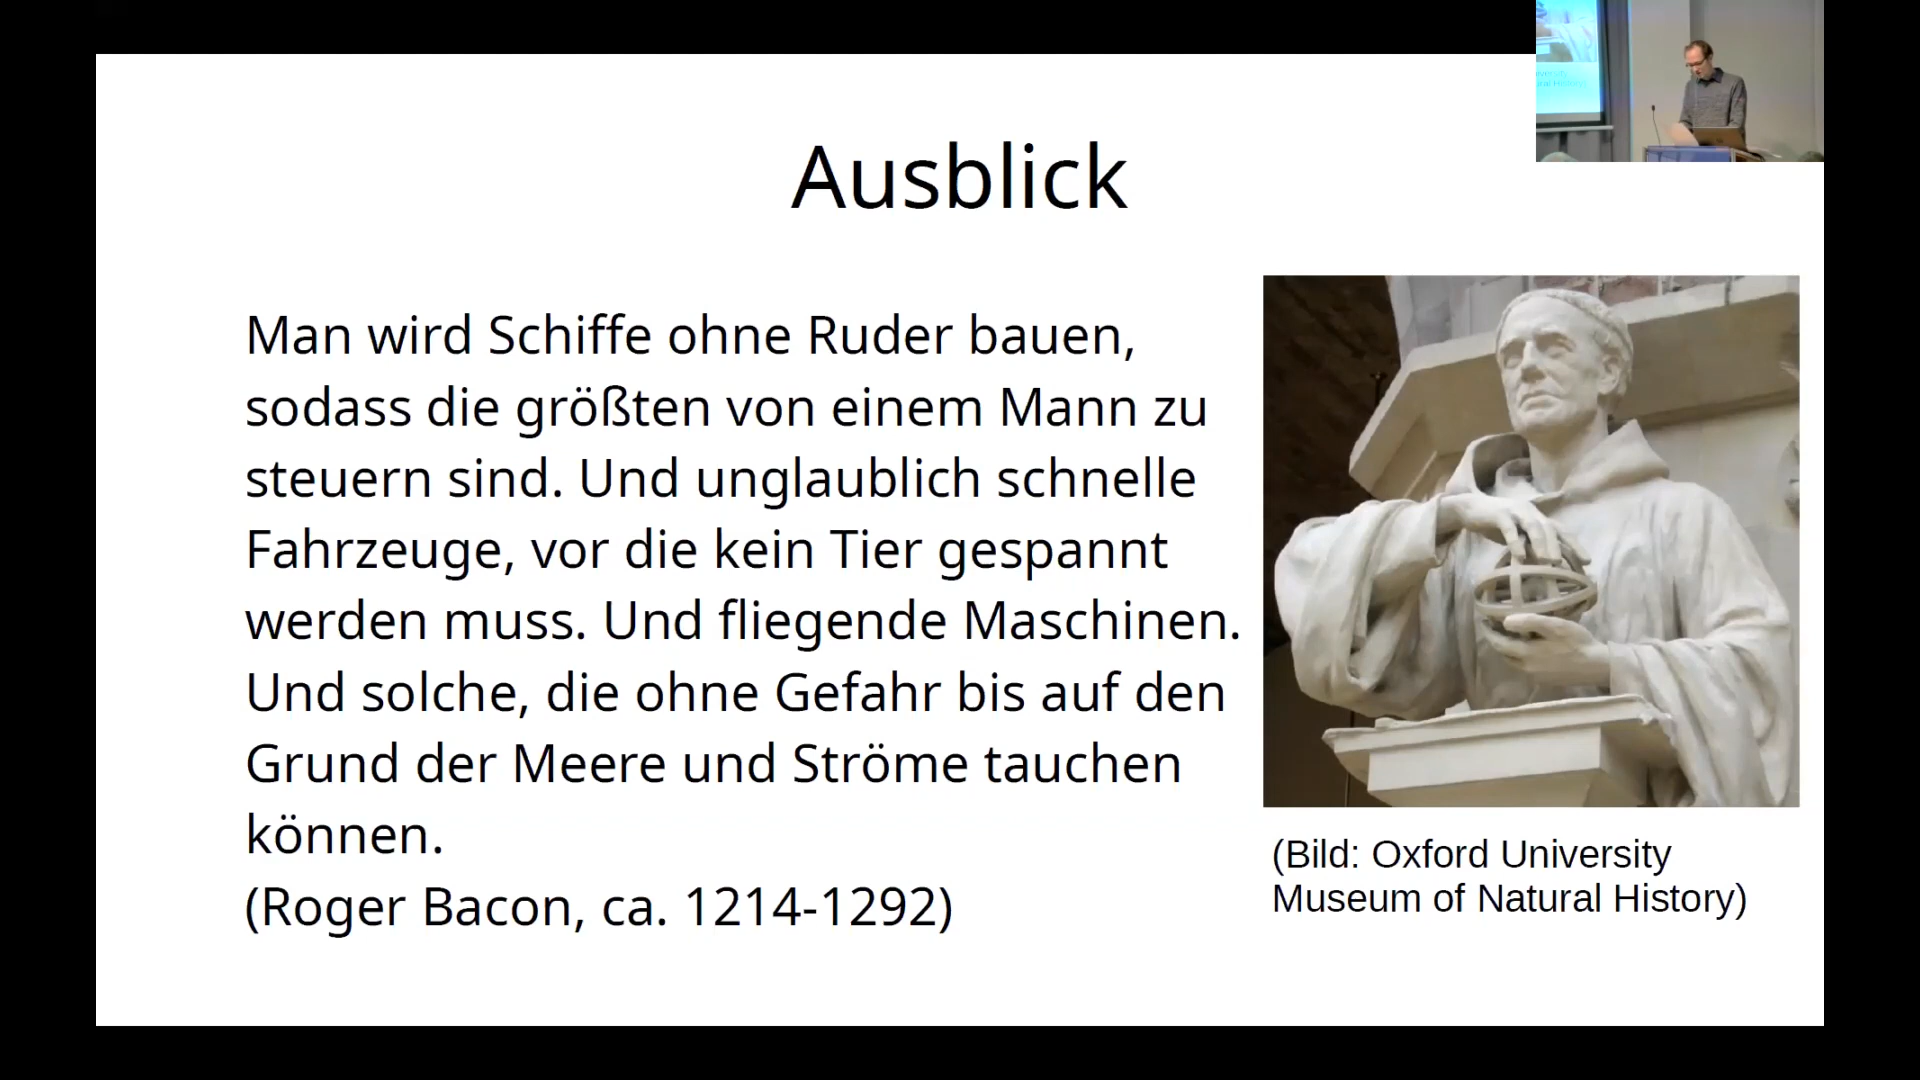 Ausblick
Man wird Schiffe ohne Ruder bauen,
sodass die größten von einem Mann zu
steuern sind. Und unglaublich schnelle
Fahrzeuge, vor die kein Tier gespannt
werden muss. Und fliegende Maschinen.
Und solche, die ohne Gefahr bis auf den
Grund der Meere und Ströme tauchen
können.
(Roger Bacon, ca. 1214-1292)
(Bild: Oxford University
Museum of Natural History)